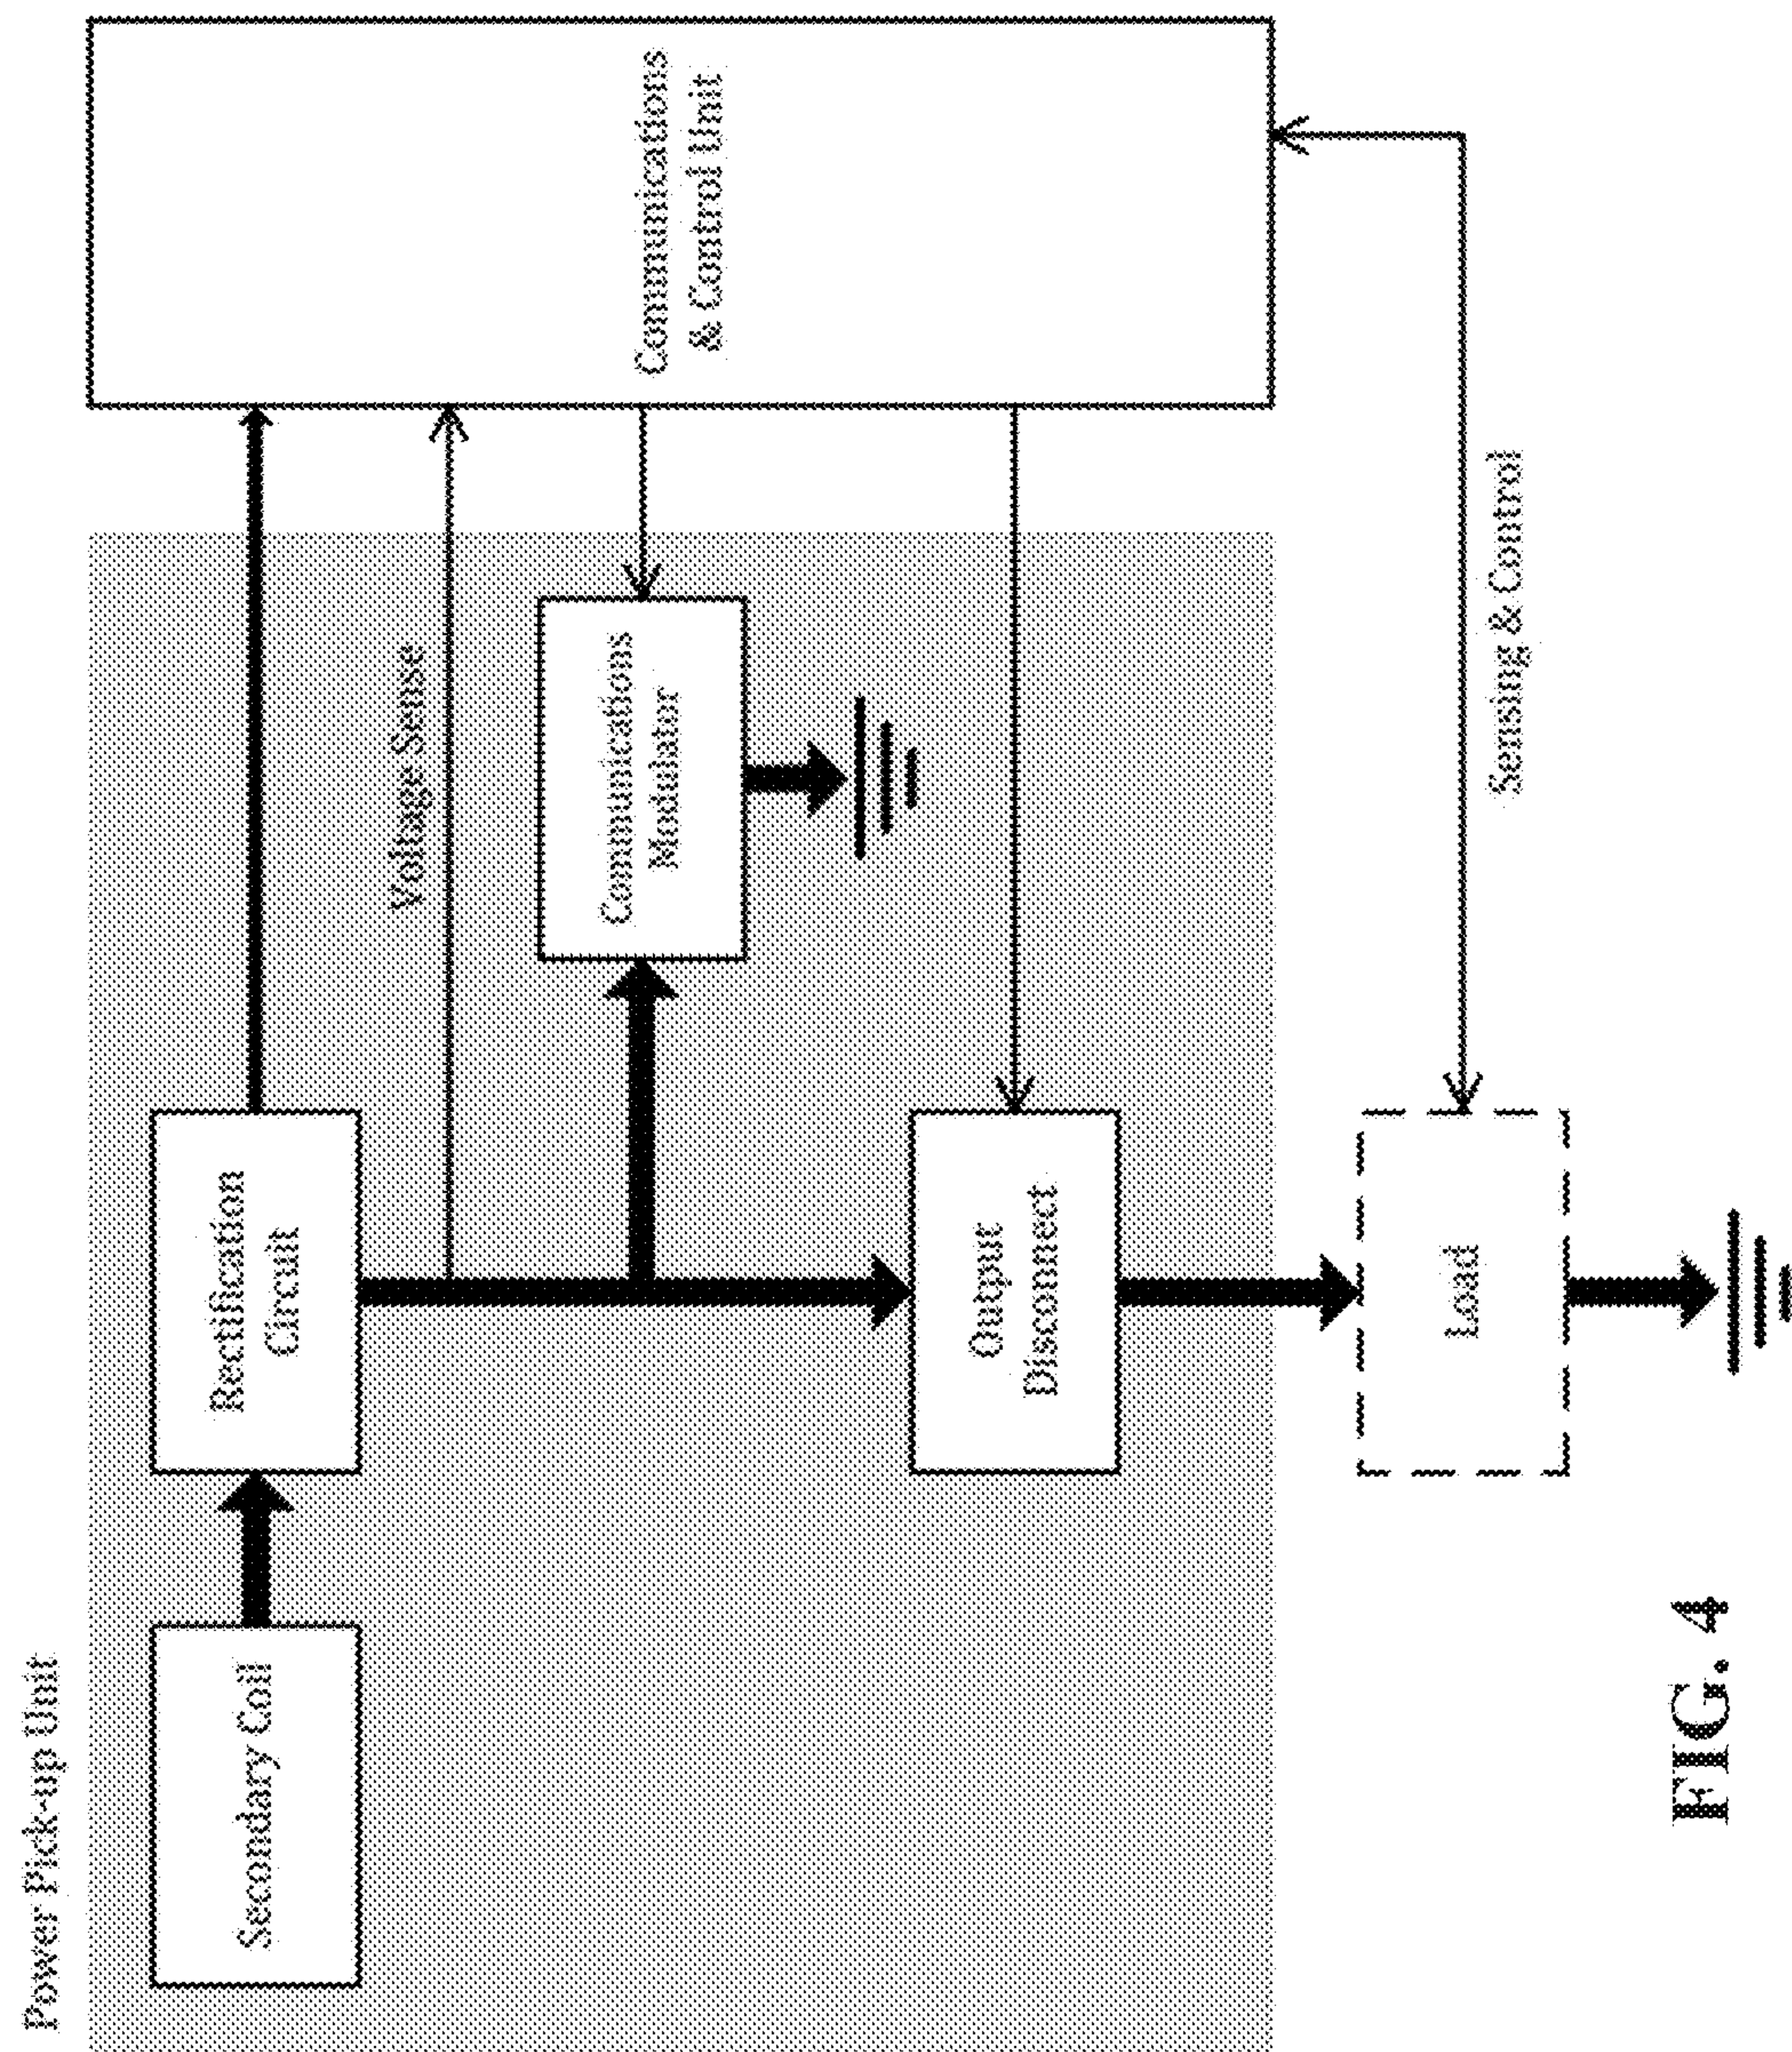 Power Pick-up Unit
Secondary Coil
Rectification
Circuit
Voltage Sense
Communications
Modulator
Communications
& Control Unit
Output
Disconnect
Load
Sensing & Control
FIG. 4